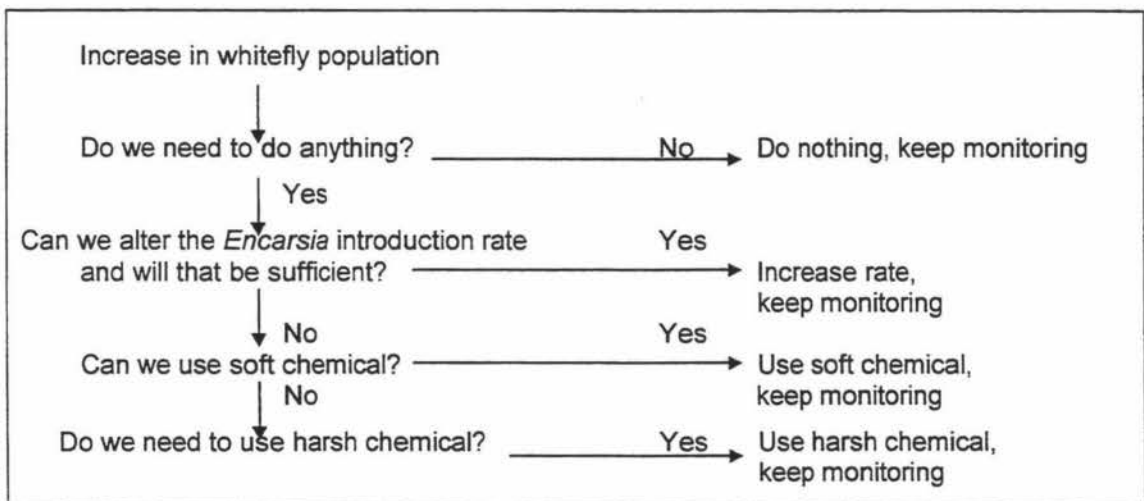 Increase in whitefly population
Do we need to do anything? No Do nothing, keep monitoring
Yes
Can we alter the Encarsia introduction rate Yes
and will that be sufficient? Increase rate,
keep monitoring
No Yes
Can we use soft chemical? Use soft chemical,
No keep monitoring
Do we need to use harsh chemical? Yes Use harsh chemical,
keep monitoring